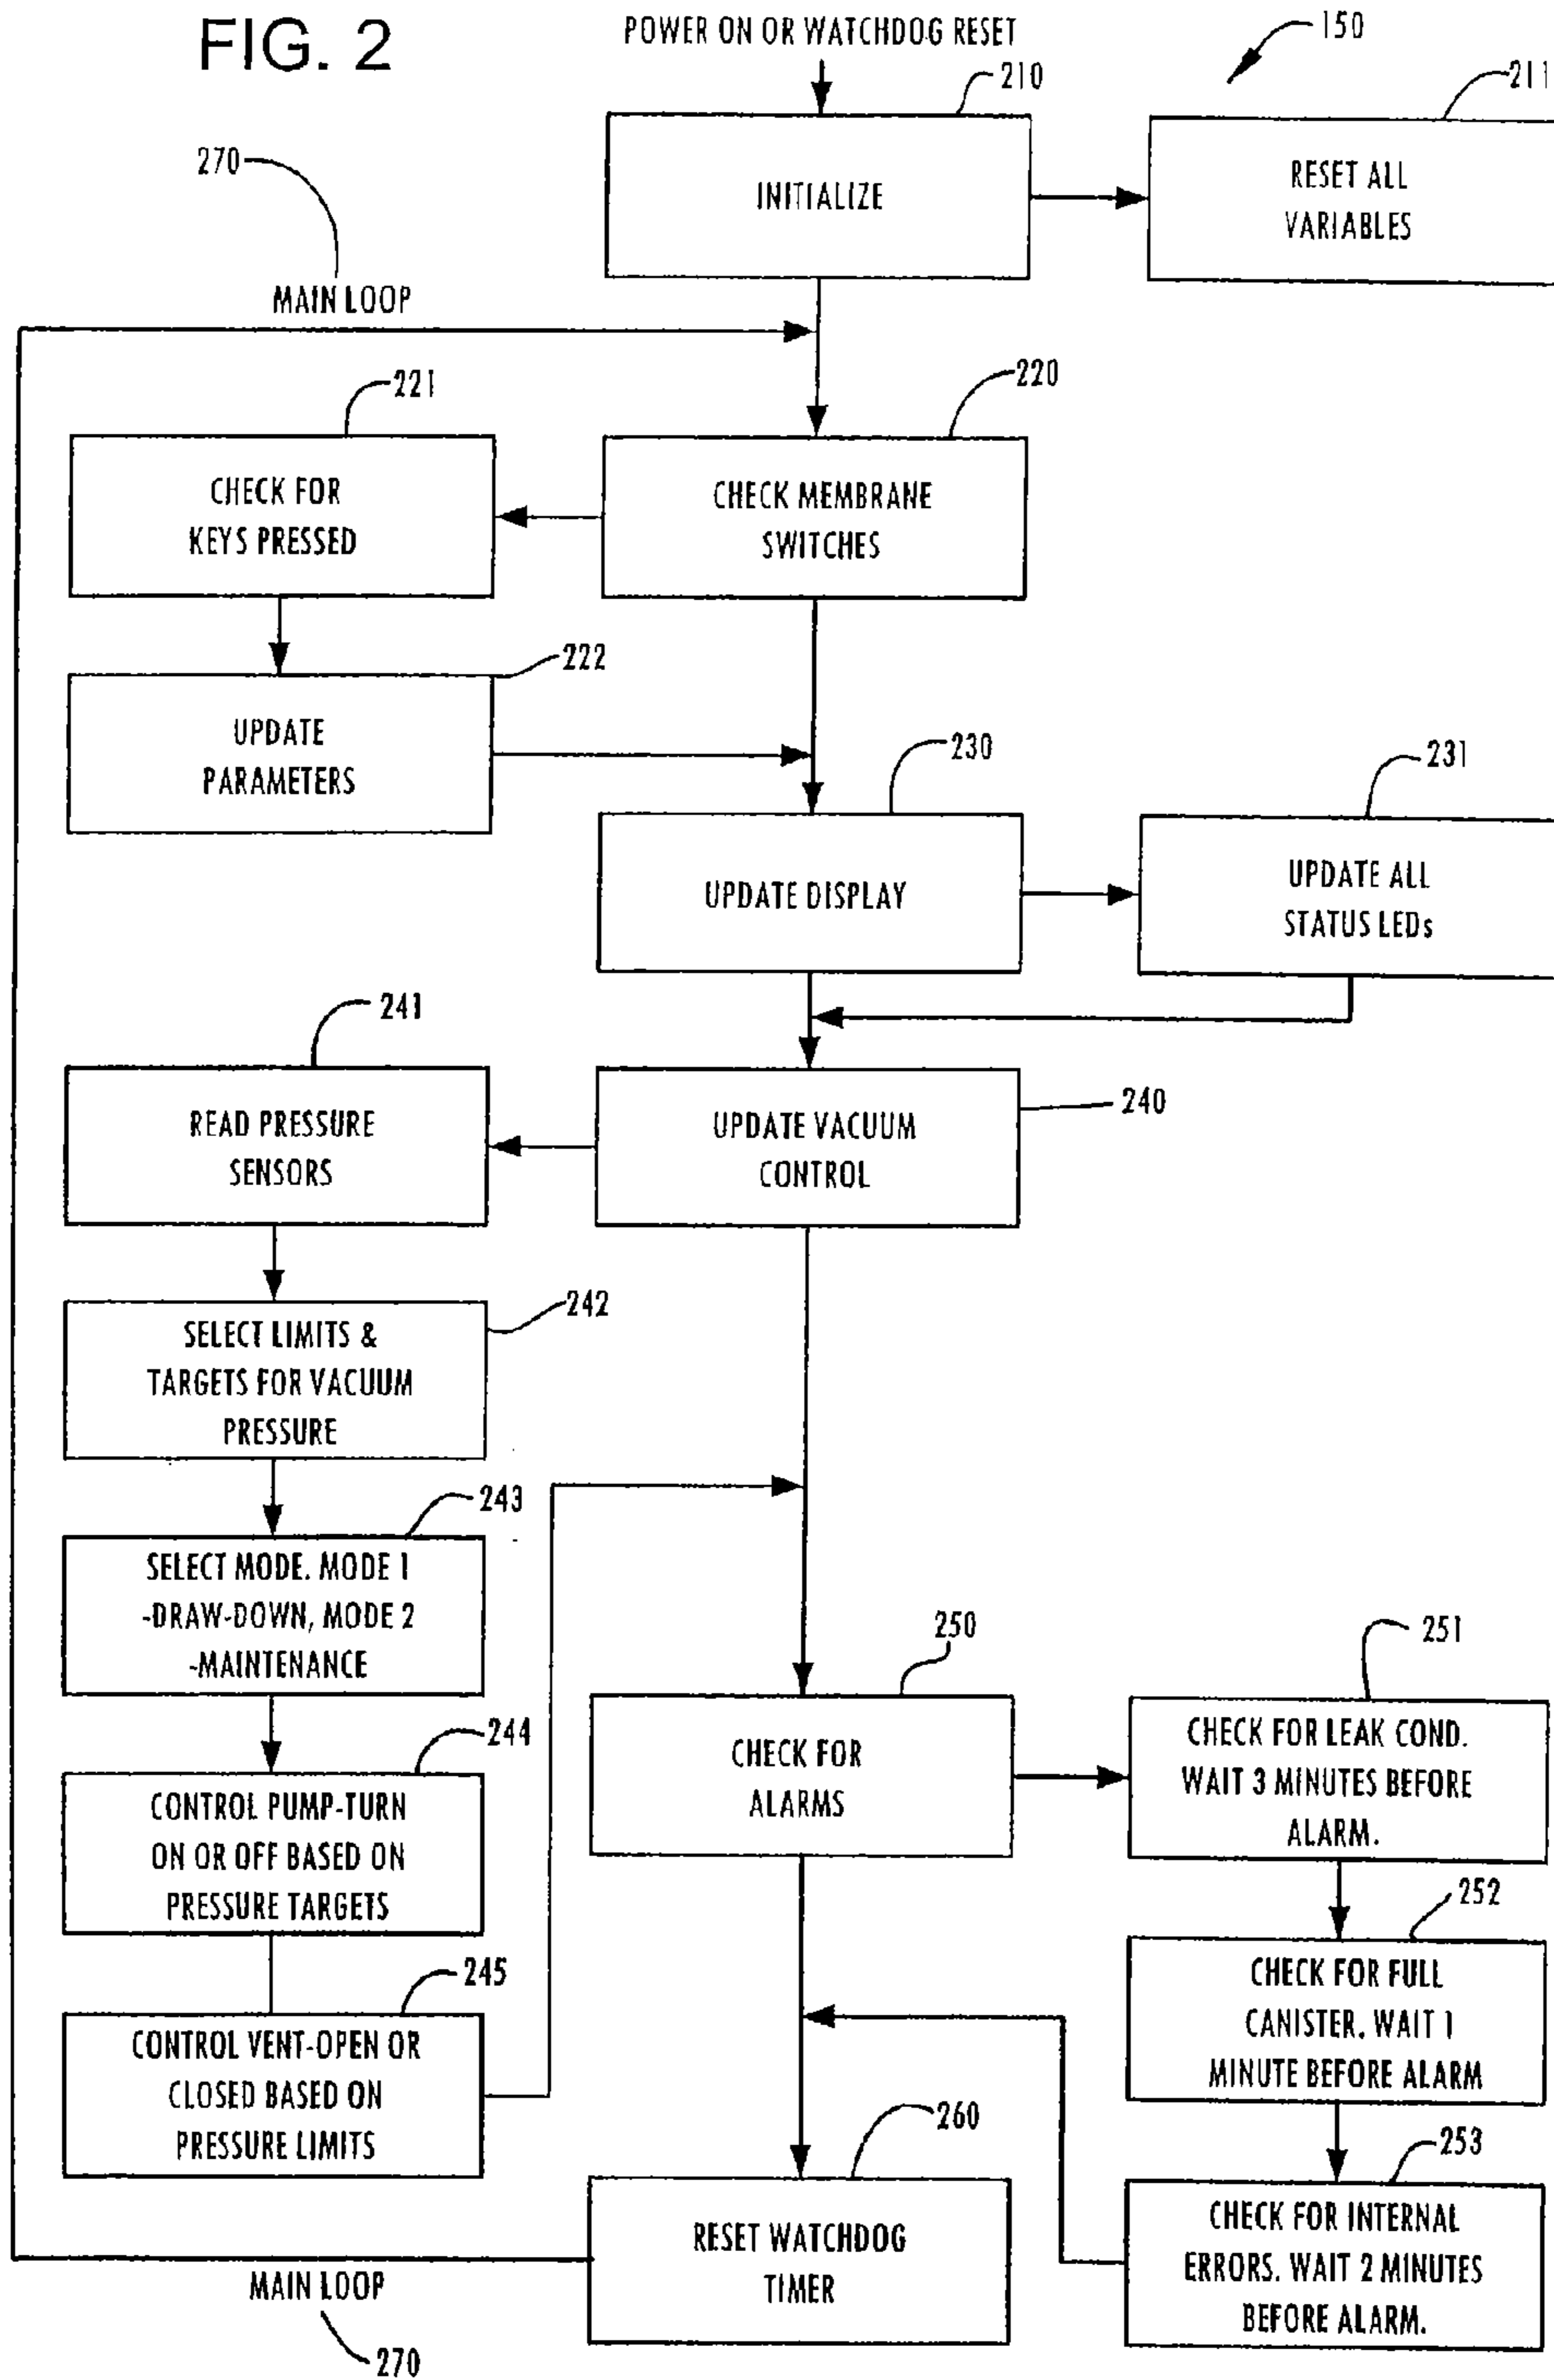 FIG. 2
POWER ON OR WATCHDOG RESET
150
210
211
INITIALIZE
RESET ALL
VARIABLES
270
MAIN LOOP
221
220
CHECK FOR
KEYS PRESSED
CHECK MEMBRANE
SWITCHES
222
UPDATE
PARAMETERS
230
231
UPDATE DISPLAY
UPDATE ALL
STATUS LEDs
241
READ PRESSURE
SENSORS
UPDATE VACUUM
CONTROL
240
242
SELECT LIMITS &
TARGETS FOR VACUUM
PRESSURE
243
SELECT MODE. MODE 1
-DRAW-DOWN, MODE 2
-MAINTENANCE
250
251
CHECK FOR
ALARMS
CHECK FOR LEAK COND.
WAIT 3 MINUTES BEFORE
ALARM.
244
CONTROL PUMP-TURN
ON OR OFF BASED ON
PRESSURE TARGETS
252
CHECK FOR FULL
CANISTER. WAIT 1
MINUTE BEFORE ALARM
245
CONTROL VENT-OPEN OR
CLOSED BASED ON
PRESSURE LIMITS
260
253
RESET WATCHDOG
TIMER
CHECK FOR INTERNAL
ERRORS. WAIT 2 MINUTES
BEFORE ALARM.
MAIN LOOP
270